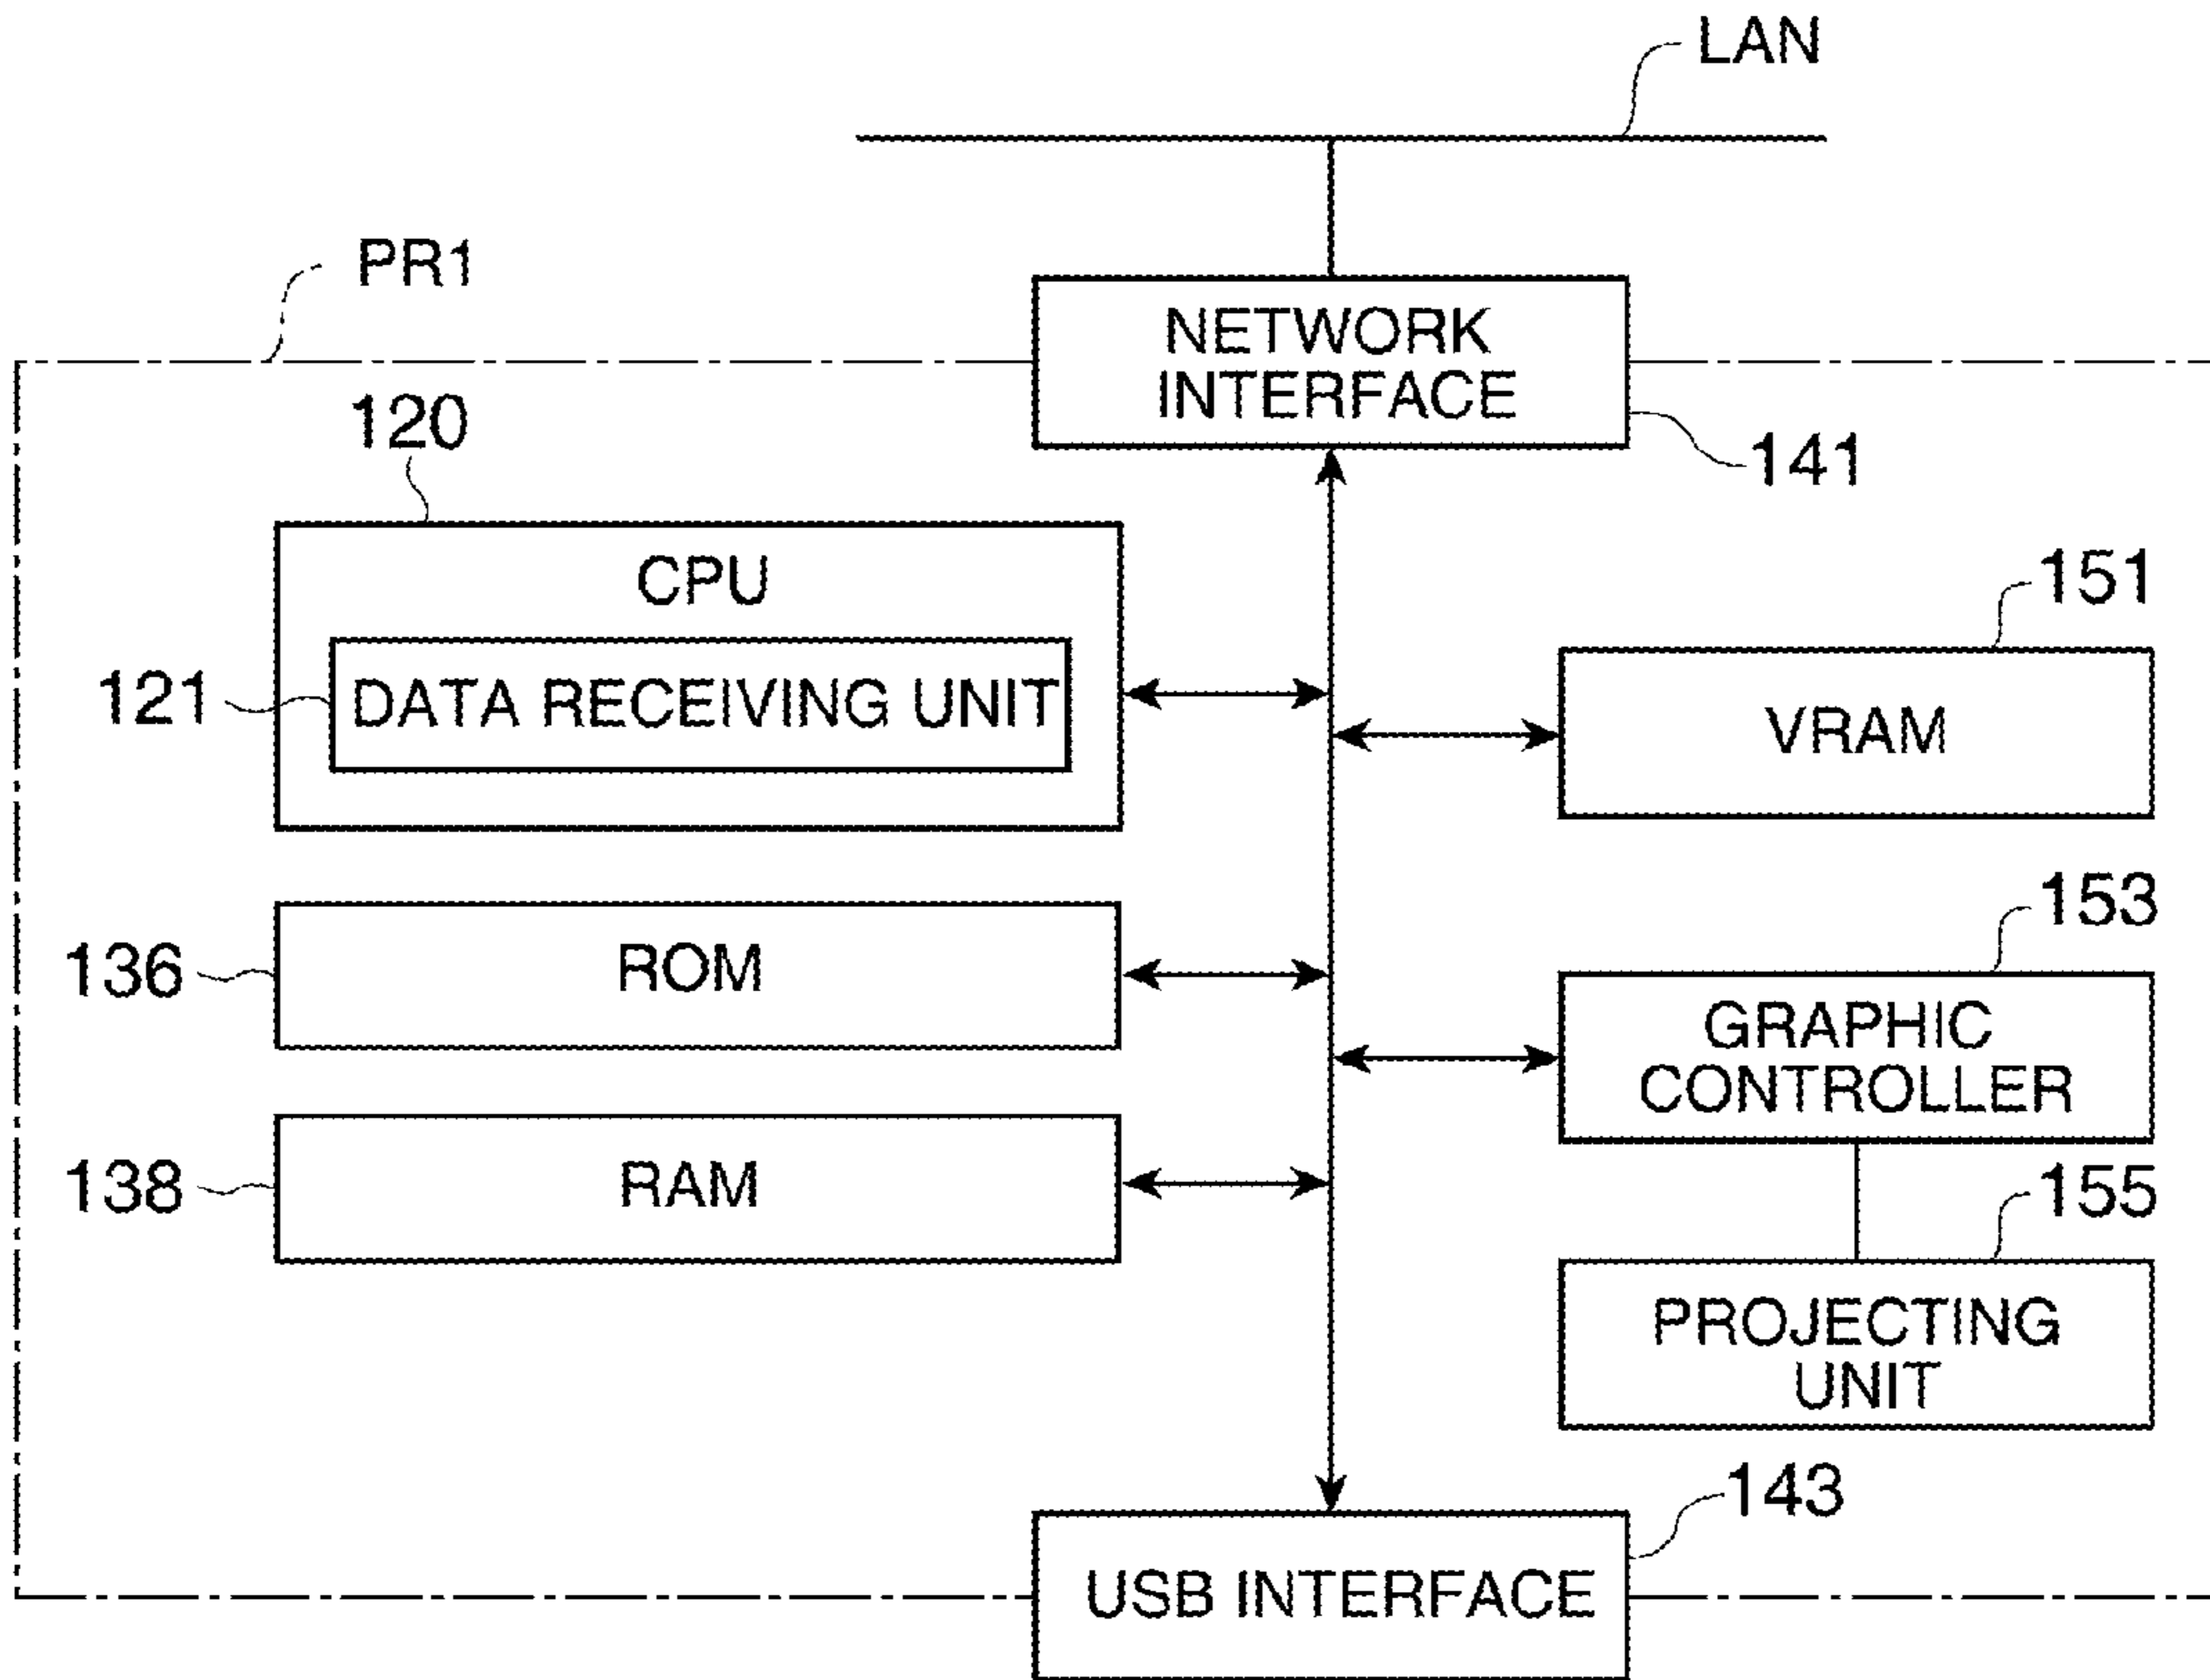 LAN
PR1
NETWORK
INTERFACE
141
120
CPU
121
DATA RECEIVING UNIT
151
VRAM
136
ROM
153
GRAPHIC
CONTROLLER
138
RAM
155
PROJECTING
UNIT
143
USB INTERFACE